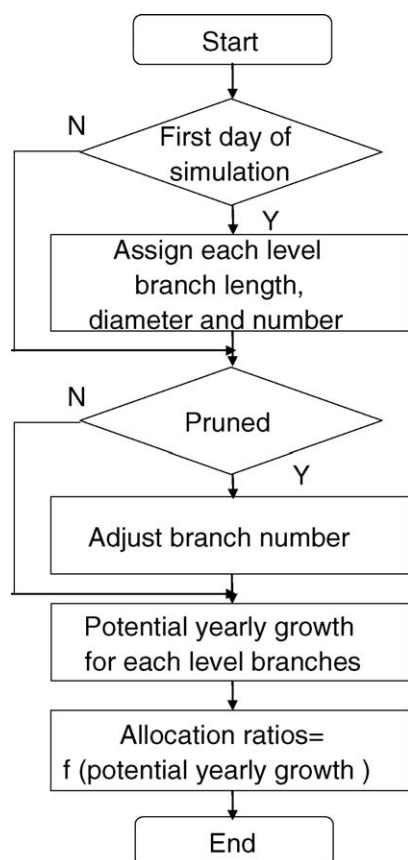 Start
N
First day of
simulation
Y
Assign each level
branch length,
diameter and number
N
Pruned
Y
Adjust branch number
Potential yearly growth
for each level branches
Allocation ratios=
f (potential yearly growth )
End